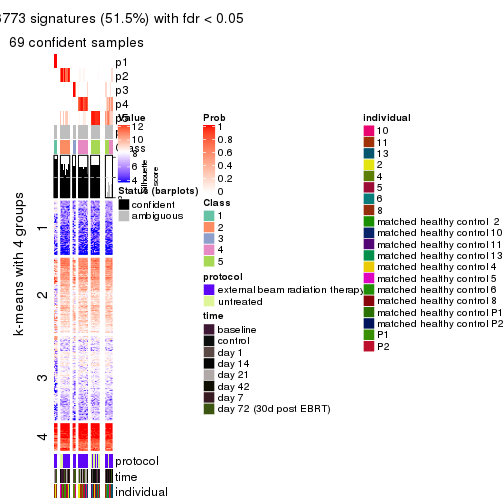 3773 signatures (51.5%) with fdr < 0.05
69 confident samples
p1
p2
p3
p4
Value
12
10
8
6
4
Silhouette
score
Status (barplots)
confident
ambiguous
k-means with 4 groups
1
2
3
4
protocol
time
individual
Prob
1
0.8
0.6
0.4
0.2
0
Class
1
2
3
4
5
protocol
external beam radiation therapy
untreated
time
baseline
control
day 1
day 14
day 21
day 42
day 7
day 72 (30d post EBRT)
individual
10
11
13
2
4
5
6
8
matched healthy control 2
matched healthy control 10
matched healthy control 11
matched healthy control 13
matched healthy control 4
matched healthy control 5
matched healthy control 6
matched healthy control 8
matched healthy control P1
matched healthy control P2
P1
P2